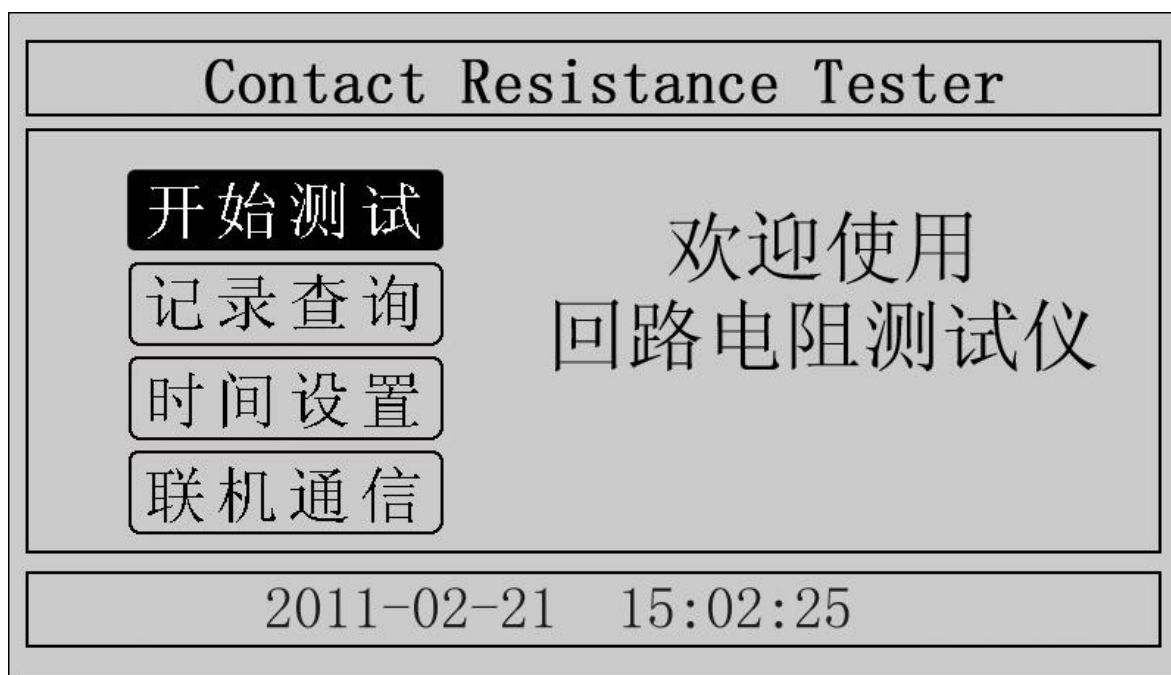 Contact Resistance Tester
开始测试
记录查询
时间设置
联机通信
欢迎使用
回路电阻测试仪
2011-02-21 15:02:25